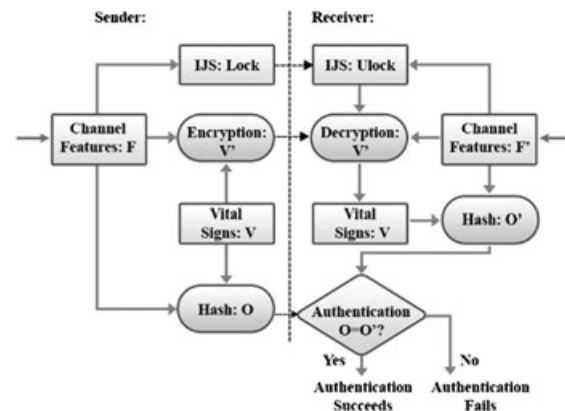 Sender:
Receiver:
IJS: Lock
IJS: Ulock
Channel
Features: F
Encryption:
V'
Decryption:
V'
Channel
Features: F'
Vital
Signs: V
Vital
Signs: V
Hash: O'
Hash: O
Authentication
O=O'?
Yes
No
Authentication
Succeeds
Authentication
Fails